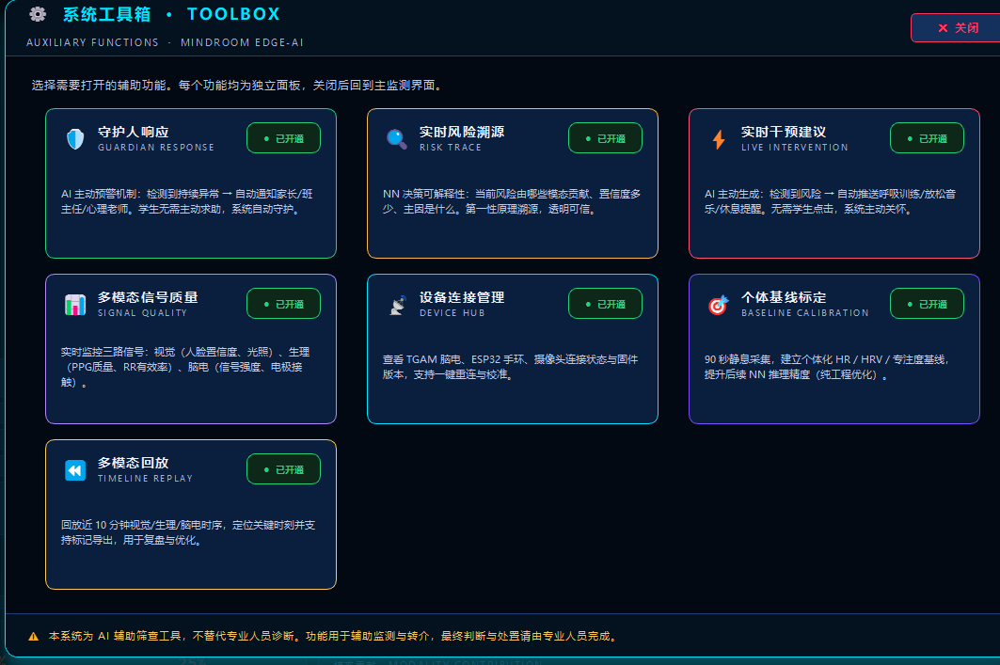 系统工具箱 • TOOLBOX
AUXILIARY FUNCTIONS · MINDROOM EDGE-AI
✕ 关闭
选择需要打开的辅助功能。每个功能均为独立面板，关闭后回到主监测界面。
守护人响应
GUARDIAN RESPONSE
● 已开通
AI 主动预警机制：检测到持续异常 → 自动通知家长/班
主任/心理老师。学生无需主动求助，系统自动守护。
实时风险溯源
RISK TRACE
● 已开通
NN 决策可解释性：当前风险由哪些模态贡献、置信度多
少、主因是什么。第一性原理溯源，透明可信。
实时干预建议
LIVE INTERVENTION
● 已开通
AI 主动生成：检测到风险 → 自动推送呼吸训练/放松音
乐/休息提醒。无需学生点击，系统主动关怀。
多模态信号质量
SIGNAL QUALITY
● 已开通
实时监控三路信号：视觉（人脸置信度、光照）、生理
（PPG质量、RR有效率）、脑电（信号强度、电极接
触）。
设备连接管理
DEVICE HUB
● 已开通
查看 TGAM 脑电、ESP32 手环、摄像头连接状态与固件
版本，支持一键重连与校准。
个体基线标定
BASELINE CALIBRATION
● 已开通
90 秒静息采集，建立个体化 HR / HRV / 专注度基线，
提升后续 NN 推理精度（纯工程优化）。
多模态回放
TIMELINE REPLAY
● 已开通
回放近 10 分钟视觉/生理/脑电时序，定位关键时刻并支
持标记导出，用于复盘与优化。
本系统为 AI 辅助筛查工具，不替代专业人员诊断。功能用于辅助监测与转介，最终判断与处置请由专业人员完成。